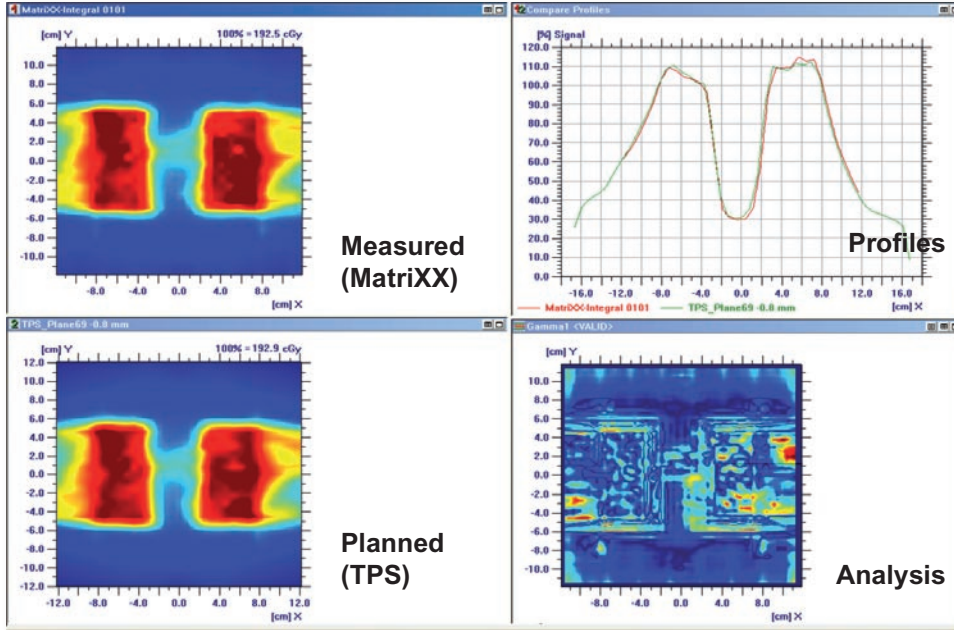 1 MatriXX-Integral 0101
[cm] Y
100% = 192.5 cGy
10.0
6.0
4.0
2.0
0.0
-2.0
-4.0
-6.0
-10.0
-8.0 -4.0 0.0 4.0 8.0
[cm] X
Measured
(MatriXX)
2 Compare Profiles
[%] Signal
120.0
110.0
100.0
90.0
80.0
70.0
60.0
50.0
40.0
30.0
20.0
10.0
0.0
-16.0 -12.0 -8.0 -4.0 0.0 4.0 8.0 12.0 16.0
[cm] X
MatriXX-Integral 0101 TPS_Plane69 -0.0 mm
Profiles
2 TPS_Plane69 -0.0 mm
[cm] Y
100% = 192.9 cGy
12.0
10.0
6.0
4.0
2.0
0.0
-2.0
-4.0
-6.0
-8.0
-10.0
-12.0
-12.0 -8.0 -4.0 0.0 4.0 8.0 12.0
[cm] X
Planned
(TPS)
Gamma1 <VALID>
[cm] Y
10.0
8.0
6.0
4.0
2.0
0.0
-2.0
-4.0
-6.0
-8.0
-10.0
-8.0 -4.0 0.0 4.0 8.0
[cm] X
Analysis